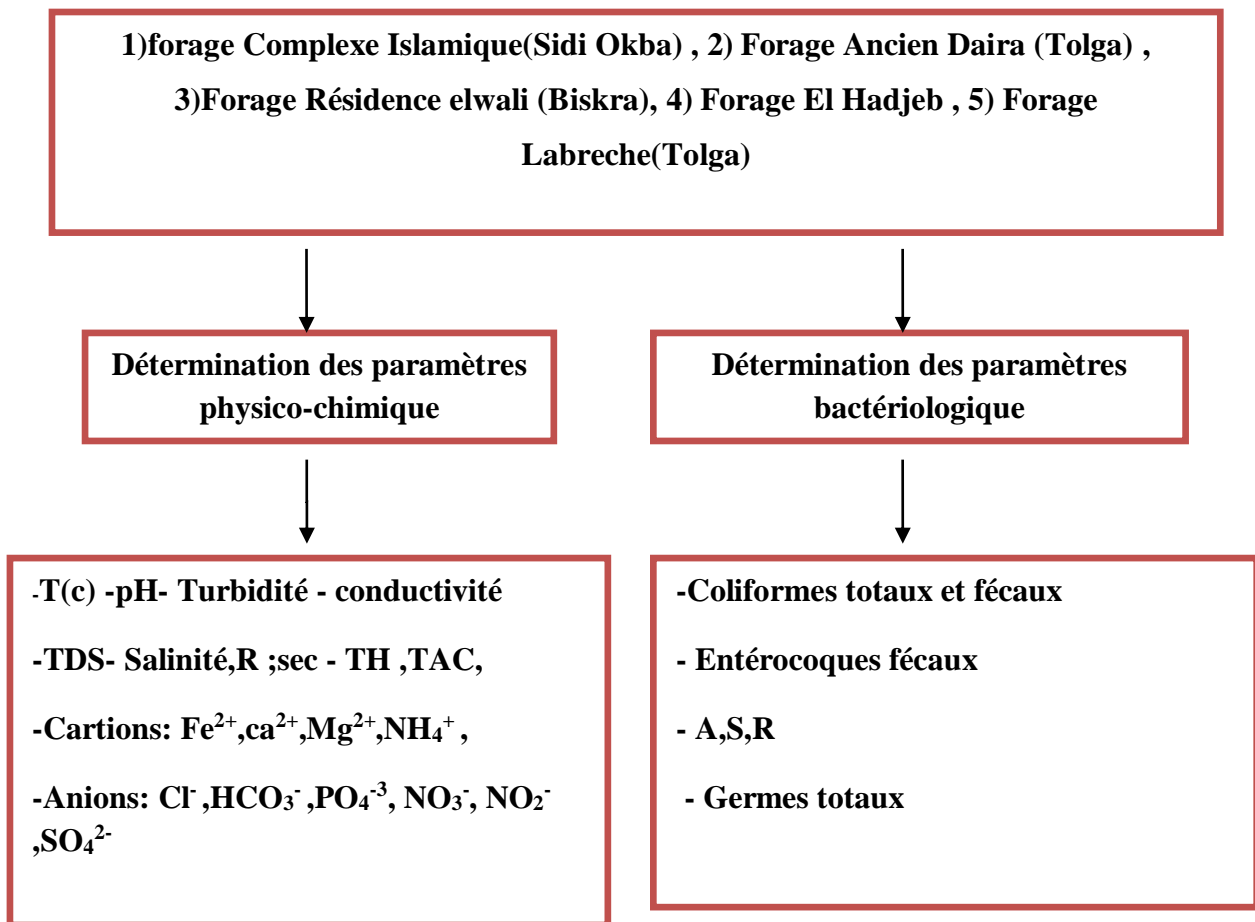 1)forage Complexe Islamique(Sidi Okba) , 2) Forage Ancien Daira (Tolga) ,
3)Forage Résidence elwali (Biskra), 4) Forage El Hadjeb , 5) Forage
Labreche(Tolga)
Détermination des paramètres
physico-chimique
Détermination des paramètres
bactériologique
-T(c) -pH- Turbidité - conductivité
-TDS- Salinité,R ;sec - TH ,TAC,
-Cartions: Fe²⁺,ca²⁺,Mg²⁺,NH₄⁺ ,
-Anions: Cl⁻ ,HCO₃⁻ ,PO₄⁻³, NO₃⁻, NO₂⁻
,SO₄²⁻
-Coliformes totaux et fécaux
- Entérocoques fécaux
- A,S,R
- Germes totaux